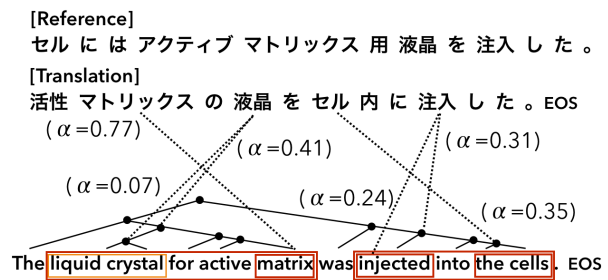 [Reference]
セル に は アクティブ マトリックス 用 液晶 を 注入 し た 。
[Translation]
活性 マトリックス の 液晶 を セル 内 に 注入 し た 。 EOS
( α=0.77)
( α=0.41)
( α=0.31)
( α=0.07)
( α=0.24)
( α=0.35)
The liquid crystal for active matrix was injected into the cells . EOS